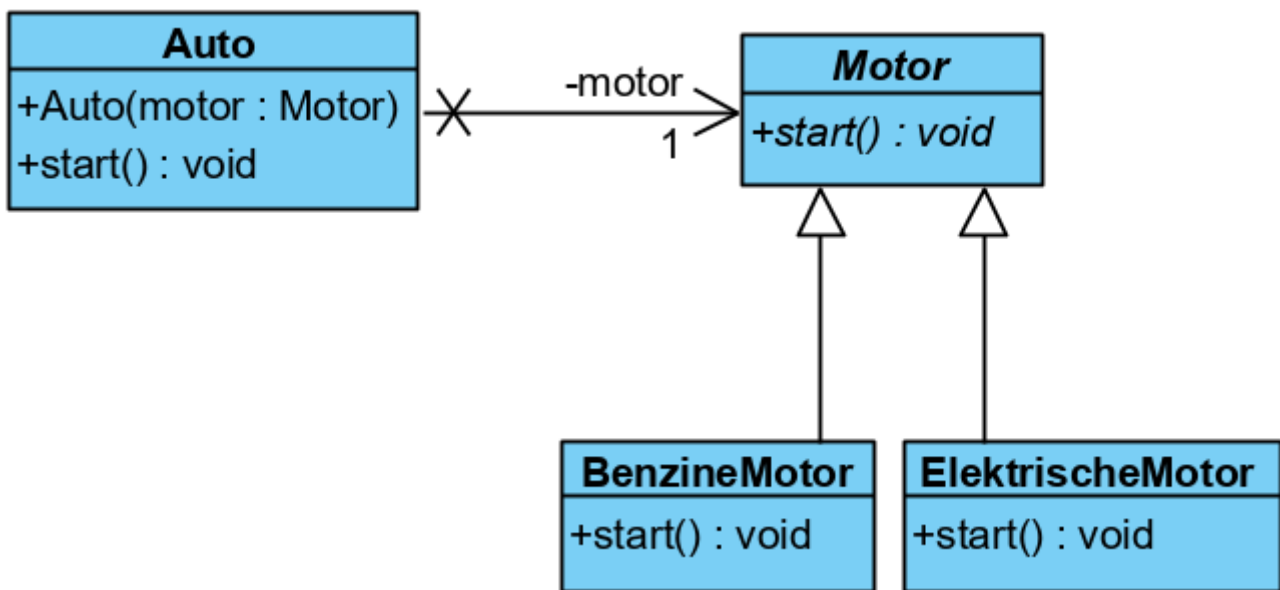 Auto
+Auto(motor : Motor)
+start() : void
-motor
1
Motor
+start() : void
BenzineMotor
+start() : void
ElektrischeMotor
+start() : void